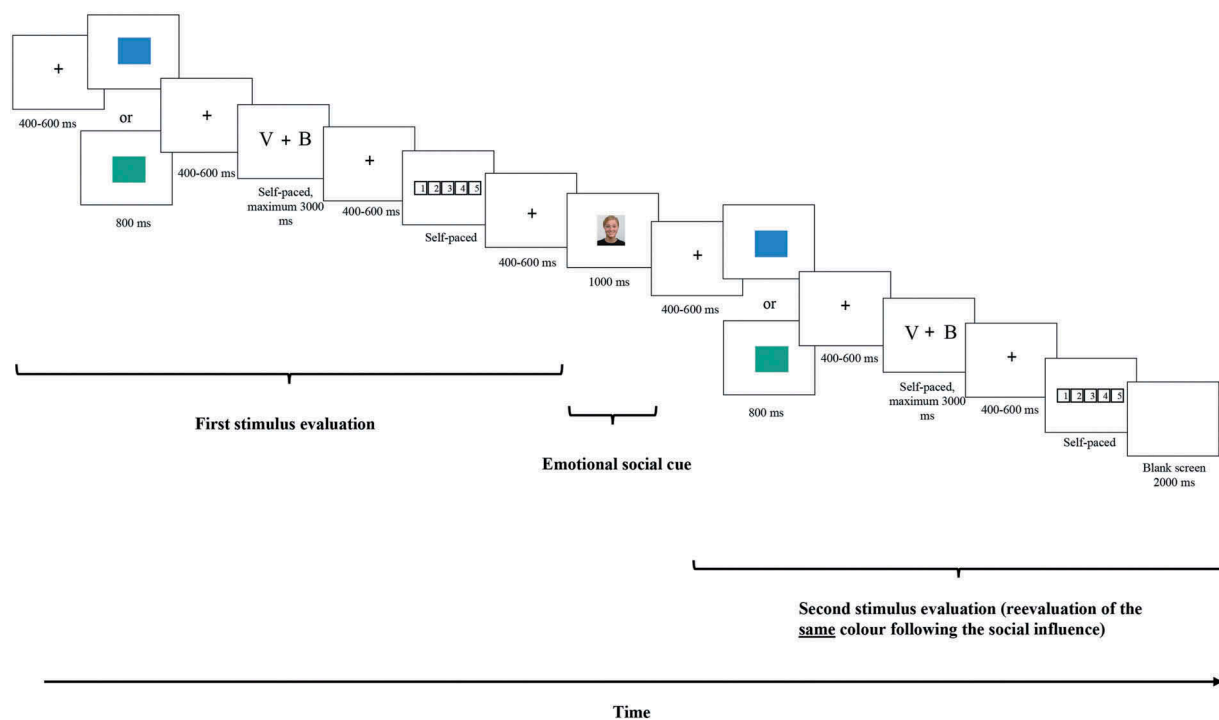 +
400-600 ms
or
800 ms
+
400-600 ms
V + B
Self-paced,
maximum 3000
ms
+
400-600 ms
1 2 3 4 5
Self-paced
+
400-600 ms
1000 ms
+
400-600 ms
or
800 ms
+
400-600 ms
V + B
Self-paced,
maximum 3000
ms
+
400-600 ms
1 2 3 4 5
Self-paced
Blank screen
2000 ms
First stimulus evaluation
Emotional social cue
Second stimulus evaluation (reevaluation of the
same colour following the social influence)
Time